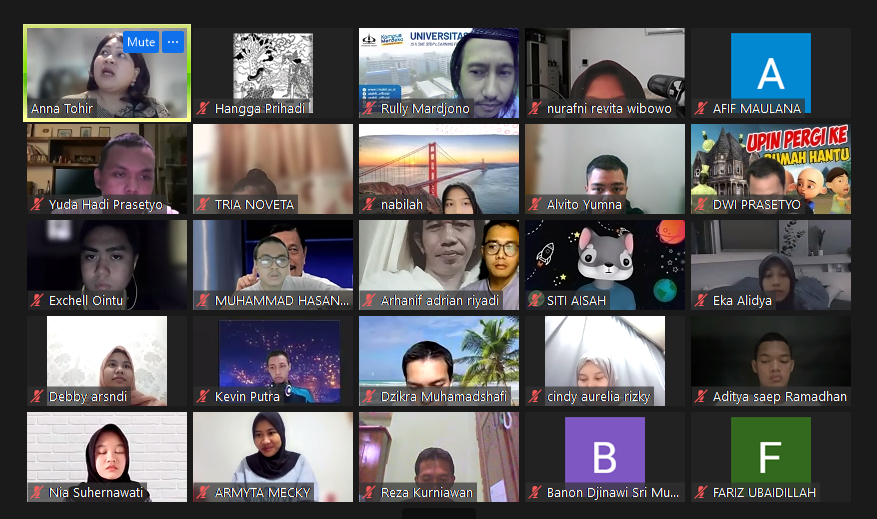 Mute
Anna Tohir
Hangga Prihadi
Kampus
Merdeka
UNIVERSITAS
Rully Mardjono
nurafni revita wibowo
A
AFIF MAULANA
Yuda Hadi Prasetyo
TRIA NOVETA
nabilah
Alvito Yumna
UPIN PERGI KE
RUMAH HANTU
DWI PRASETYO
Exchell Ointu
MUHAMMAD HASAN...
Arhanif adrian riyadi
SITI AISAH
Eka Alidya
Debby arsndi
Kevin Putra
Dzikra Muhamadshafi
cindy aurelia rizky
Aditya saep Ramadhan
Nia Suhernawati
ARMYTA MECKY
Reza Kurniawan
B
Banon Djinawi Sri Mu...
F
FARIZ UBAIDILLAH